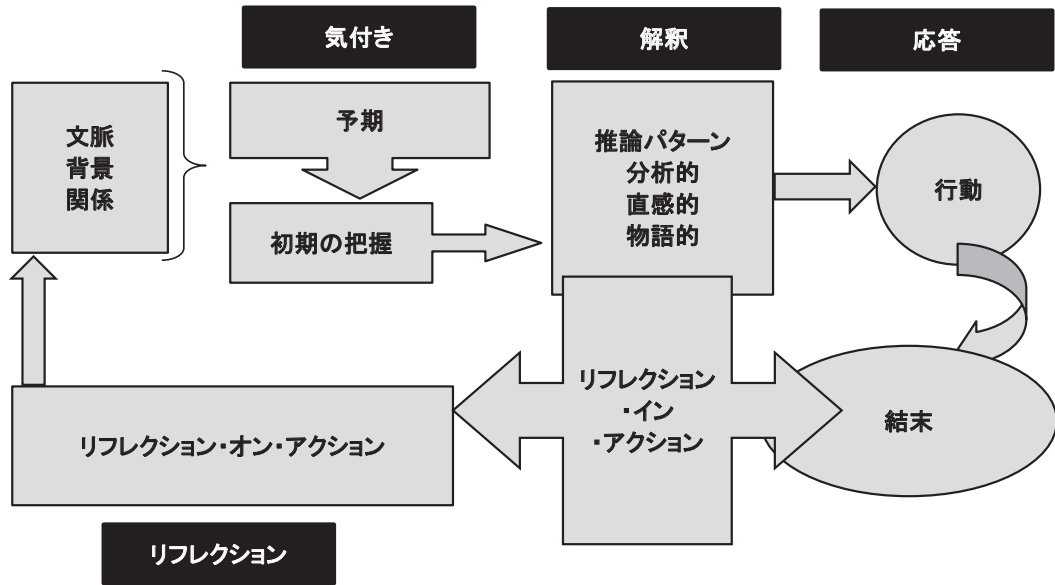 気付き
解釈
応答
文脈
背景
関係
予期
初期の把握
推論パターン
分析的
直感的
物語的
行動
リフレクション・オン・アクション
リフレクション
・イン
・アクション
結末
リフレクション